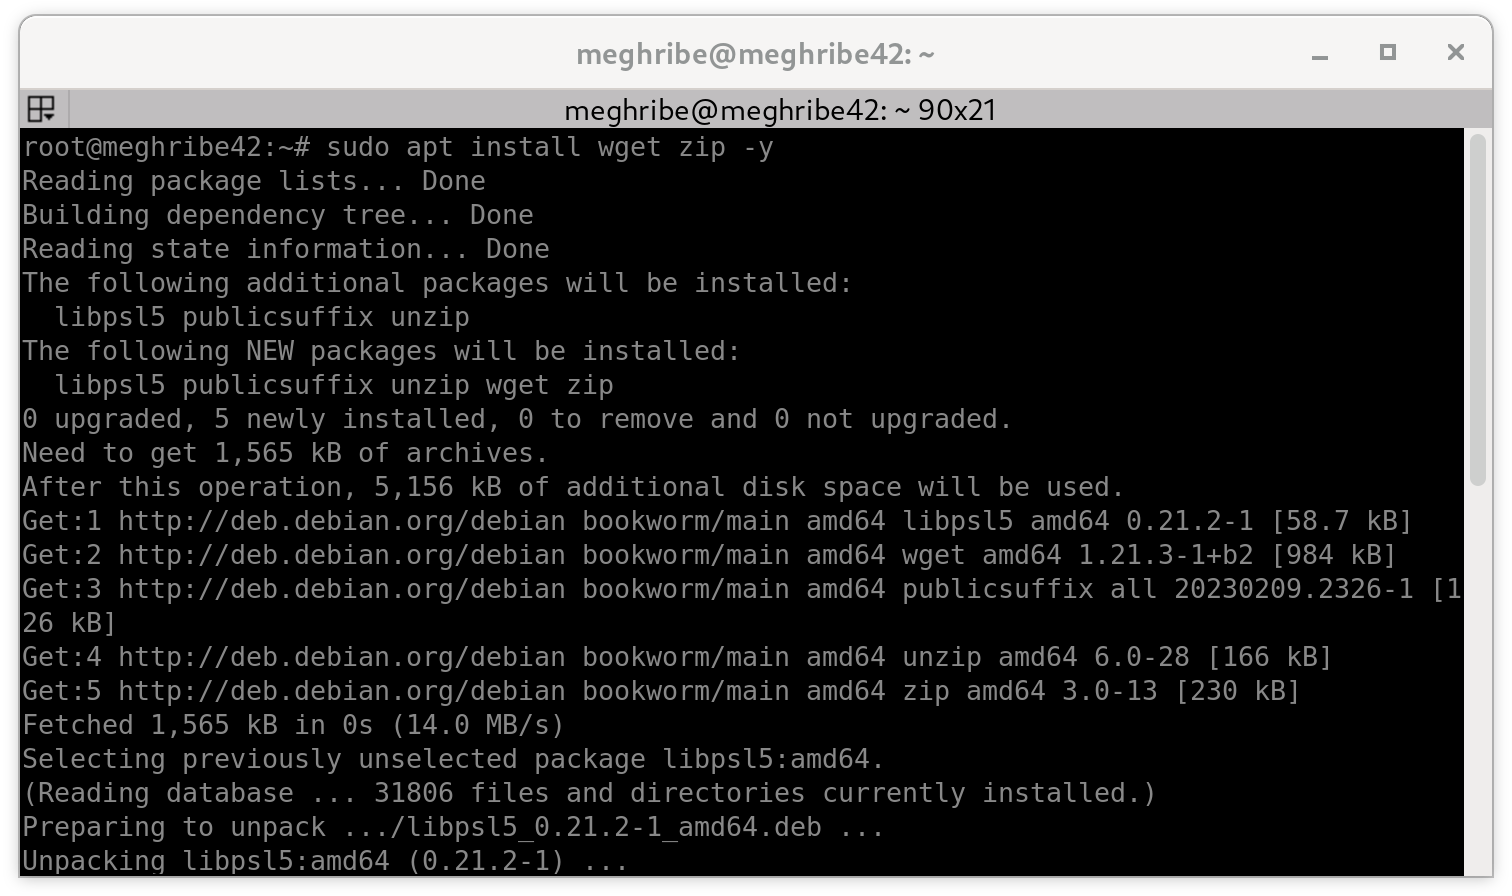 meghribe@meghribe42: ~
meghribe@meghribe42: ~ 90x21
root@meghribe42:~# sudo apt install wget zip -y
Reading package lists... Done
Building dependency tree... Done
Reading state information... Done
The following additional packages will be installed:
  libpsl5 publicsuffix unzip
The following NEW packages will be installed:
  libpsl5 publicsuffix unzip wget zip
0 upgraded, 5 newly installed, 0 to remove and 0 not upgraded.
Need to get 1,565 kB of archives.
After this operation, 5,156 kB of additional disk space will be used.
Get:1 http://deb.debian.org/debian bookworm/main amd64 libpsl5 amd64 0.21.2-1 [58.7 kB]
Get:2 http://deb.debian.org/debian bookworm/main amd64 wget amd64 1.21.3-1+b2 [984 kB]
Get:3 http://deb.debian.org/debian bookworm/main amd64 publicsuffix all 20230209.2326-1 [1
26 kB]
Get:4 http://deb.debian.org/debian bookworm/main amd64 unzip amd64 6.0-28 [166 kB]
Get:5 http://deb.debian.org/debian bookworm/main amd64 zip amd64 3.0-13 [230 kB]
Fetched 1,565 kB in 0s (14.0 MB/s)
Selecting previously unselected package libpsl5:amd64.
(Reading database ... 31806 files and directories currently installed.)
Preparing to unpack .../libpsl5_0.21.2-1_amd64.deb ...
Unpacking libpsl5:amd64 (0.21.2-1) ...